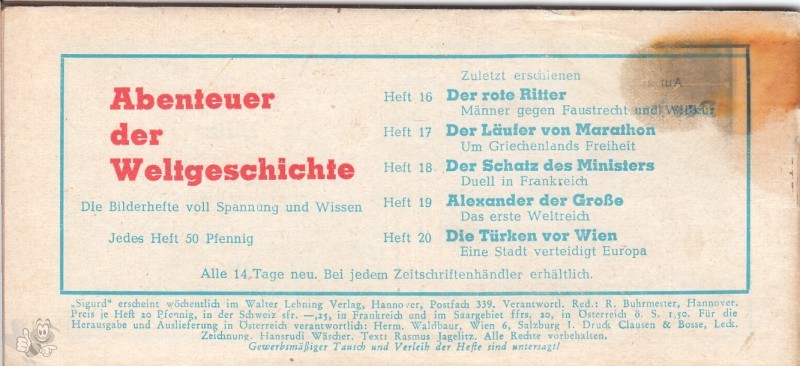 Abenteuer
der
Weltgeschichte
Die Bilderhefte voll Spannung und Wissen
Jedes Heft 50 Pfennig
Zuletzt erschienen
Heft 16 Der rote Ritter
Männer gegen Faustrecht und Willkür
Heft 17 Der Läufer von Marathon
Um Griechenlands Freiheit
Heft 18 Der Schatz des Ministers
Duell in Frankreich
Heft 19 Alexander der Große
Das erste Weltreich
Heft 20 Die Türken vor Wien
Eine Stadt verteidigt Europa
Alle 14 Tage neu. Bei jedem Zeitschriftenhändler erhältlich.
„Sigurd" erscheint wöchentlich im Walter Lehning Verlag, Hannover, Postfach 339. Verantwortl. Red.: R. Buhrmester, Hannover.
Preis je Heft 20 Pfennig, in der Schweiz sfr. —,25, in Frankreich und im Saargebiet ffrs. 20, in Österreich ö. S. 1,50. Für die
Herausgabe und Auslieferung in Österreich verantwortlich: Herm. Waldbaur, Wien 6, Salzburg 1. Druck Clausen & Bosse, Leck.
Zeichnung. Hansrudi Wäscher. Text: Rasmus Jagelitz. Alle Rechte vorbehalten.
Gewerbsmäßiger Tausch und Verleih der Hefte sind untersagt!